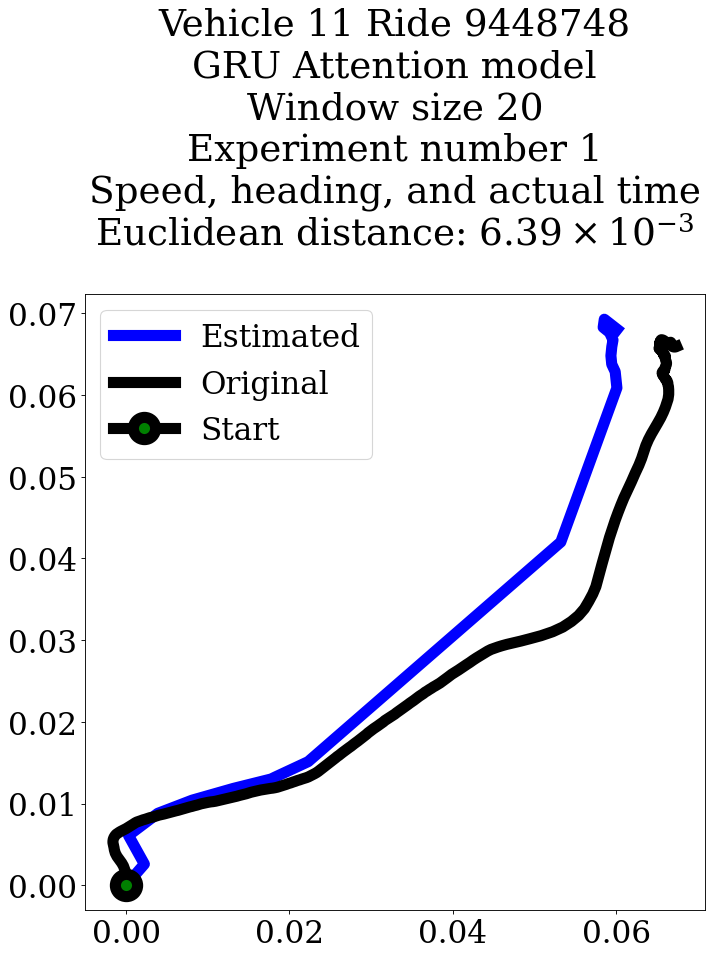 Vehicle 11 Ride 9448748
GRU Attention model
Window size 20
Experiment number 1
Speed, heading, and actual time
Euclidean distance: 6.39 × 10⁻³
0.07
0.06
0.05
0.04
0.03
0.02
0.01
0.00
Estimated
Original
Start
0.00 0.02 0.04 0.06